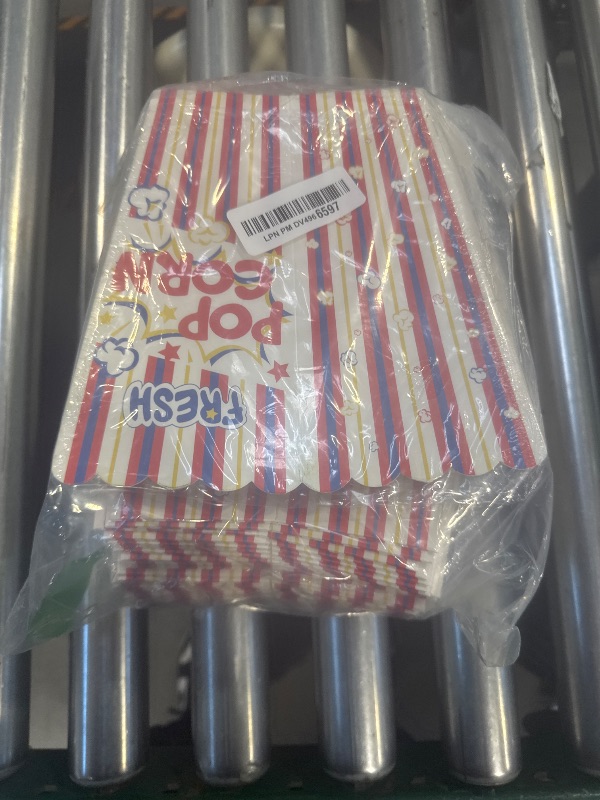 LPN PM DV496 6597
FRESH
POP
CORN